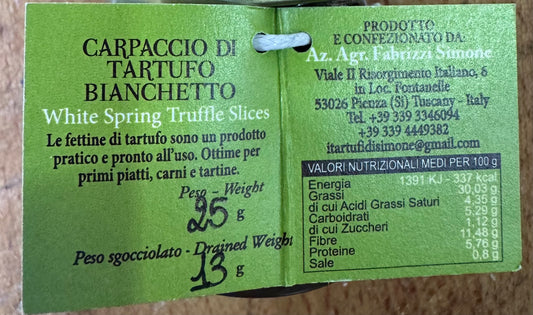 CARPACCIO DI
TARTUFO
BIANCHETTO
White Spring Truffle Slices
Le fettine di tartufo sono un prodotto
pratico e pronto all'uso. Ottime per
primi piatti, carni e tartine.
Peso - Weight
25 g
Peso sgocciolato - Drained Weight
13 g
PRODOTTO
E CONFEZIONATO DA:
Az. Agr. Fabrizzi Simone
Viale II Risorgimento Italiano, 6
in Loc. Fontanelle
53026 Pienza (Si) Tuscany - Italy
Tel. +39 339 3346094
+39 339 4449382
itartufidisimone@gmail.com
VALORI NUTRIZIONALI MEDI PER 100 g
Energia 1391 KJ - 337 kcal
Grassi 30,03 g
di cui Acidi Grassi Saturi 4,35 g
Carboidrati 5,29 g
di cui Zuccheri 1,12 g
Fibre 11,48 g
Proteine 5,76 g
Sale 0,8 g